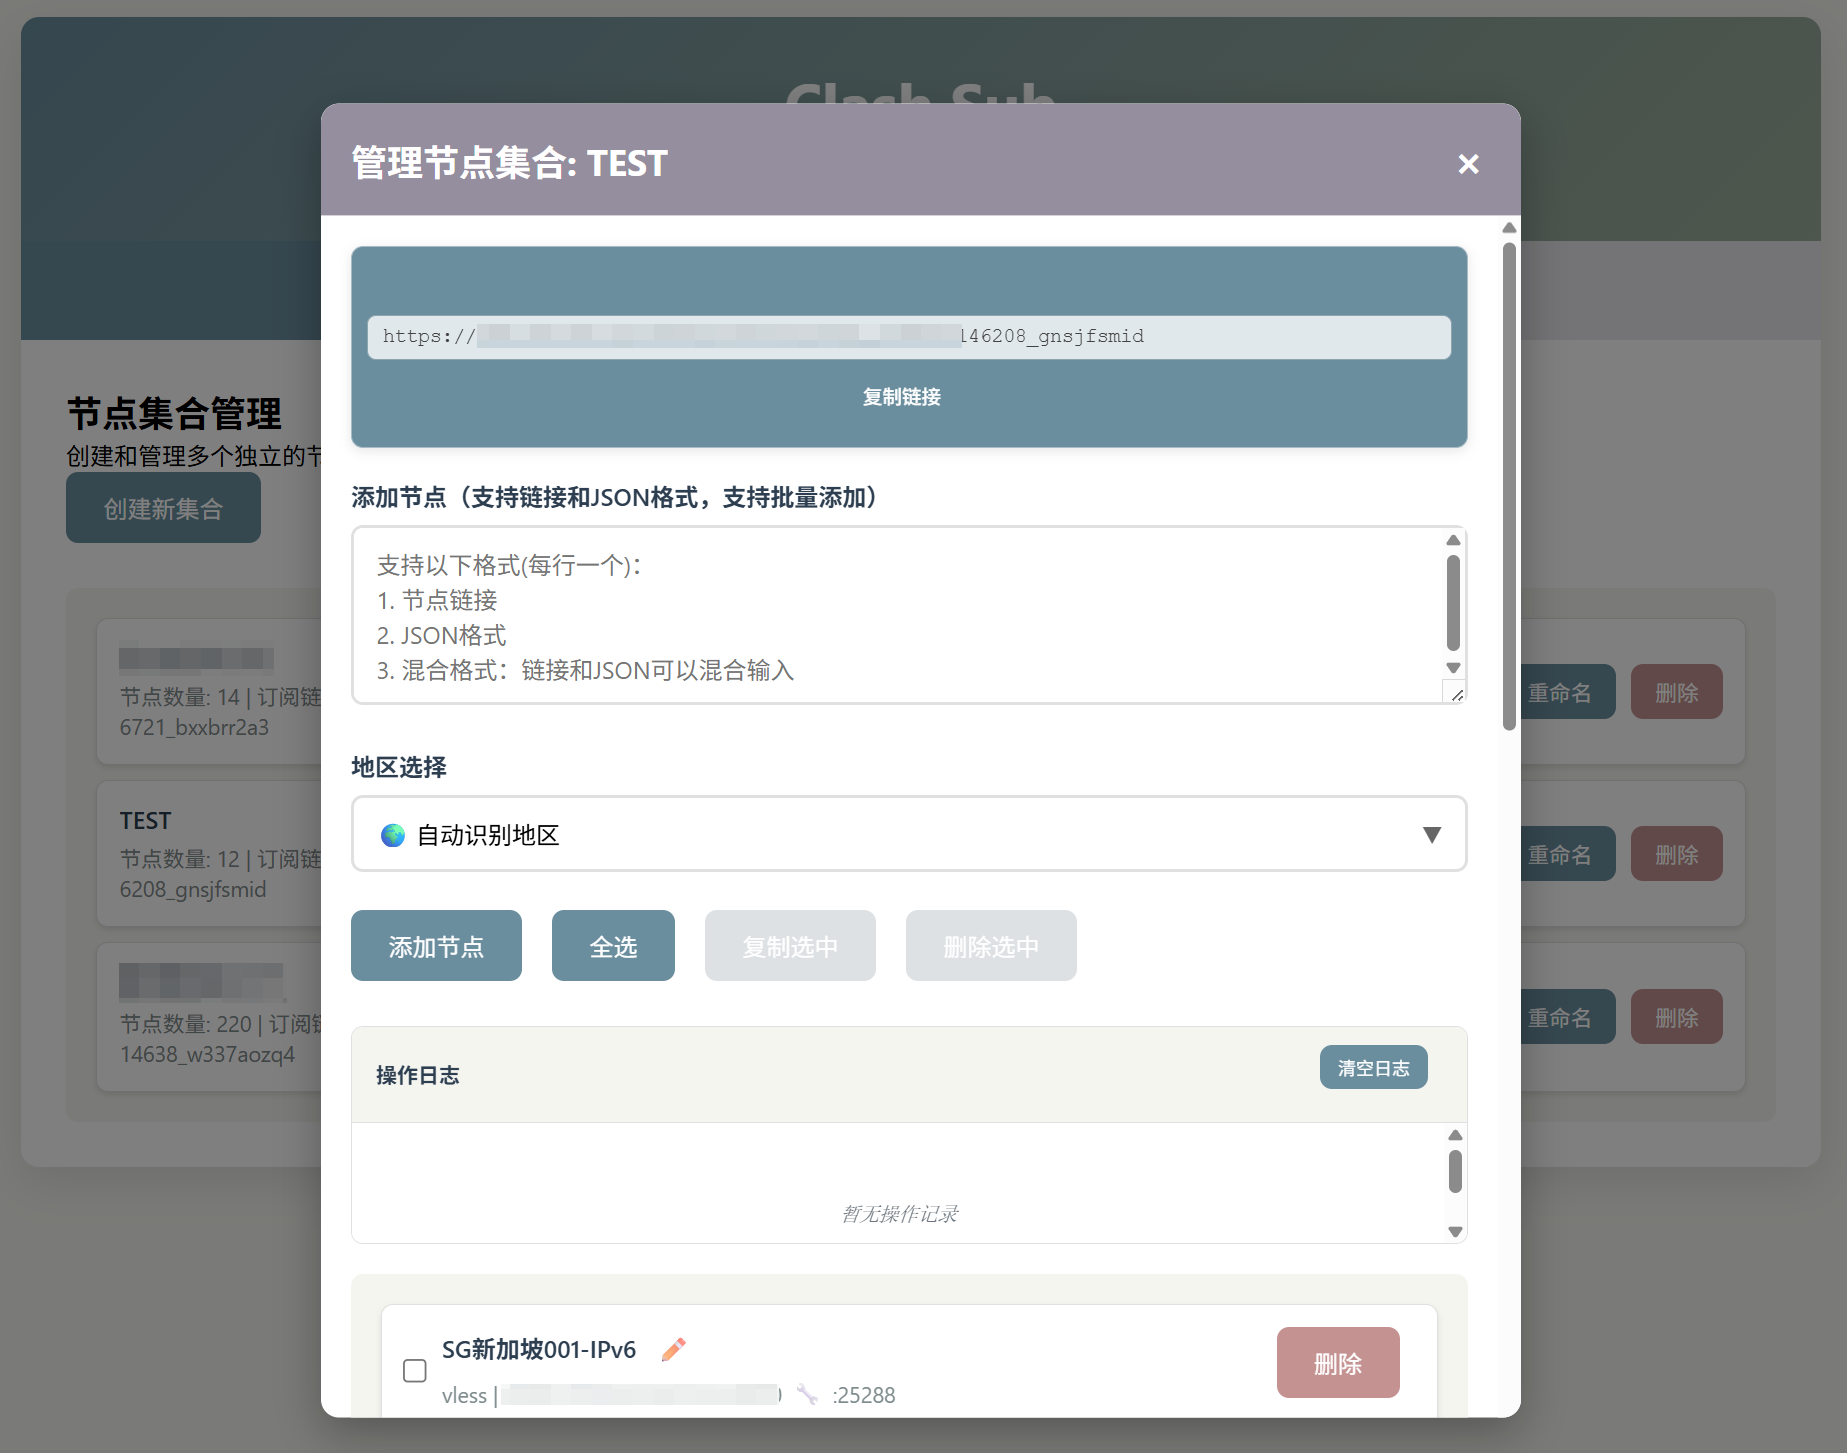 Clash Sub
管理节点集合: TEST
×
https://
146208_gnsjfsmid
复制链接
节点集合管理
创建和管理多个独立的节
创建新集合
添加节点（支持链接和JSON格式，支持批量添加）
支持以下格式(每行一个)：
1. 节点链接
2. JSON格式
3. 混合格式：链接和JSON可以混合输入
节点数量: 14 | 订阅链
6721_bxxbrr2a3
重命名
删除
地区选择
自动识别地区
TEST
节点数量: 12 | 订阅链
6208_gnsjfsmid
重命名
删除
添加节点
全选
复制选中
删除选中
节点数量: 220 | 订阅链
14638_w337aozq4
重命名
删除
操作日志
清空日志
暂无操作记录
SG新加坡001-IPv6
vless |
:25288
删除